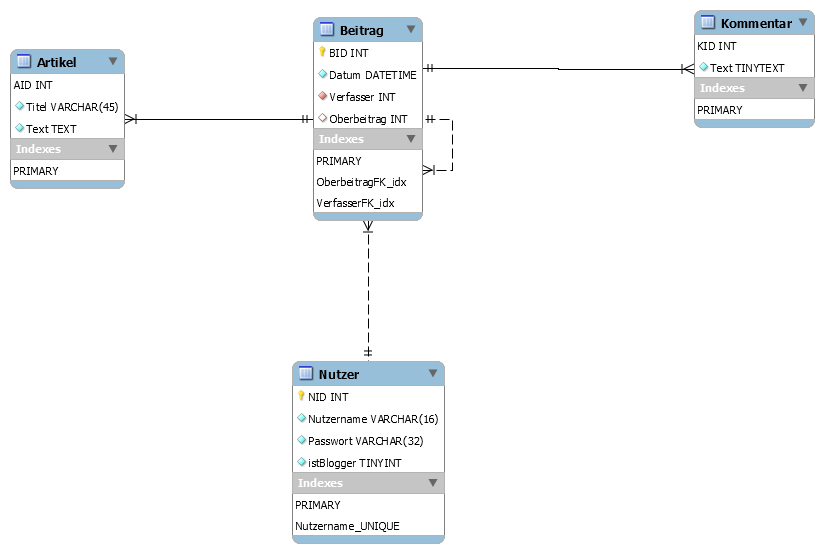 Artikel
AID INT
Titel VARCHAR(45)
Text TEXT
Indexes
PRIMARY
Beitrag
BID INT
Datum DATETIME
Verfasser INT
Oberbeitrag INT
Indexes
PRIMARY
OberbeitragFK_idx
VerfasserFK_idx
Kommentar
KID INT
Text TINYTEXT
Indexes
PRIMARY
Nutzer
NID INT
Nutzername VARCHAR(16)
Passwort VARCHAR(32)
istBlogger TINYINT
Indexes
PRIMARY
Nutzername_UNIQUE